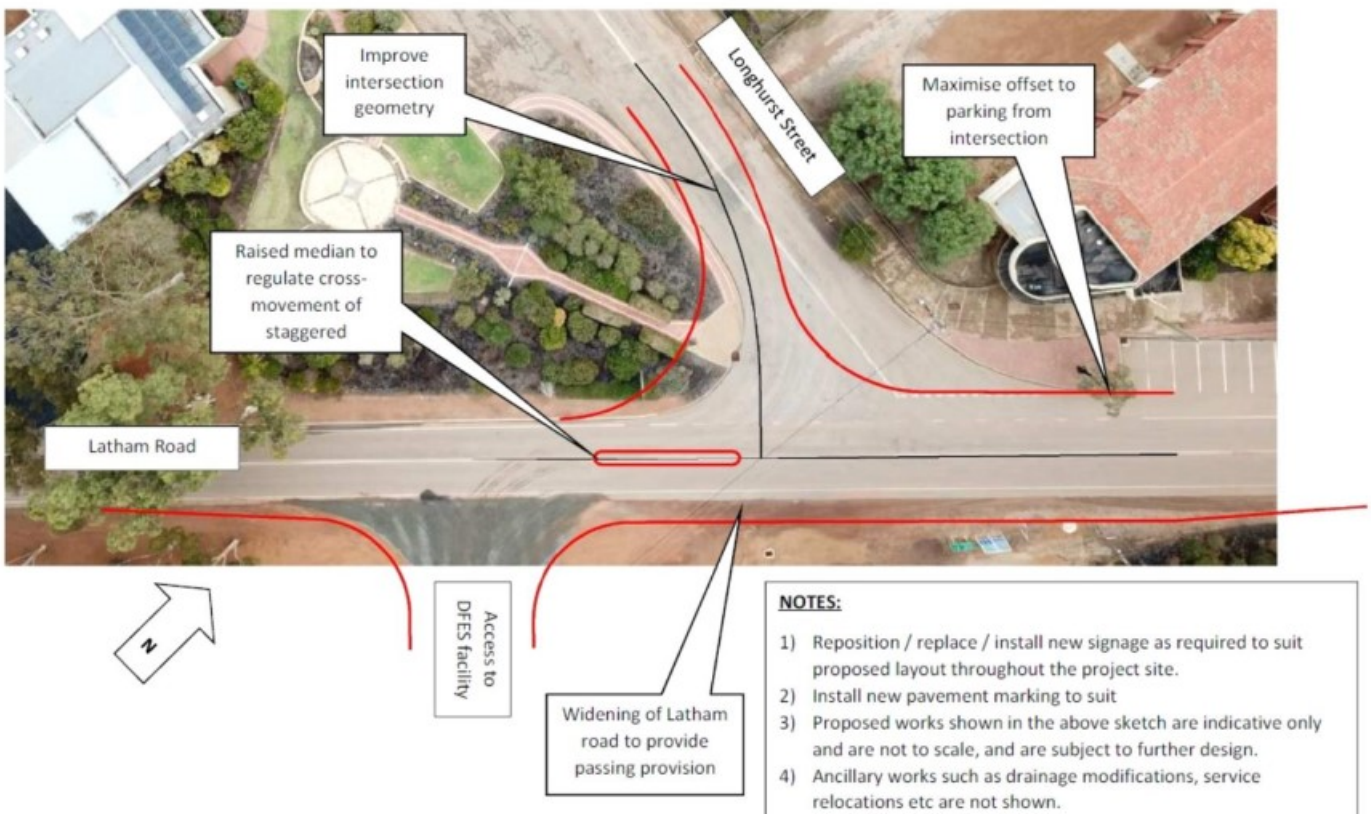 Improve
intersection
geometry
Longhurst Street
Maximise offset to
parking from
intersection
Raised median to
regulate cross-
movement of
staggered
Latham Road
N
Access to
DFES facility
Widening of Latham
road to provide
passing provision
NOTES:
1) Reposition / replace / install new signage as required to suit
proposed layout throughout the project site.
2) Install new pavement marking to suit
3) Proposed works shown in the above sketch are indicative only
and are not to scale, and are subject to further design.
4) Ancillary works such as drainage modifications, service
relocations etc are not shown.